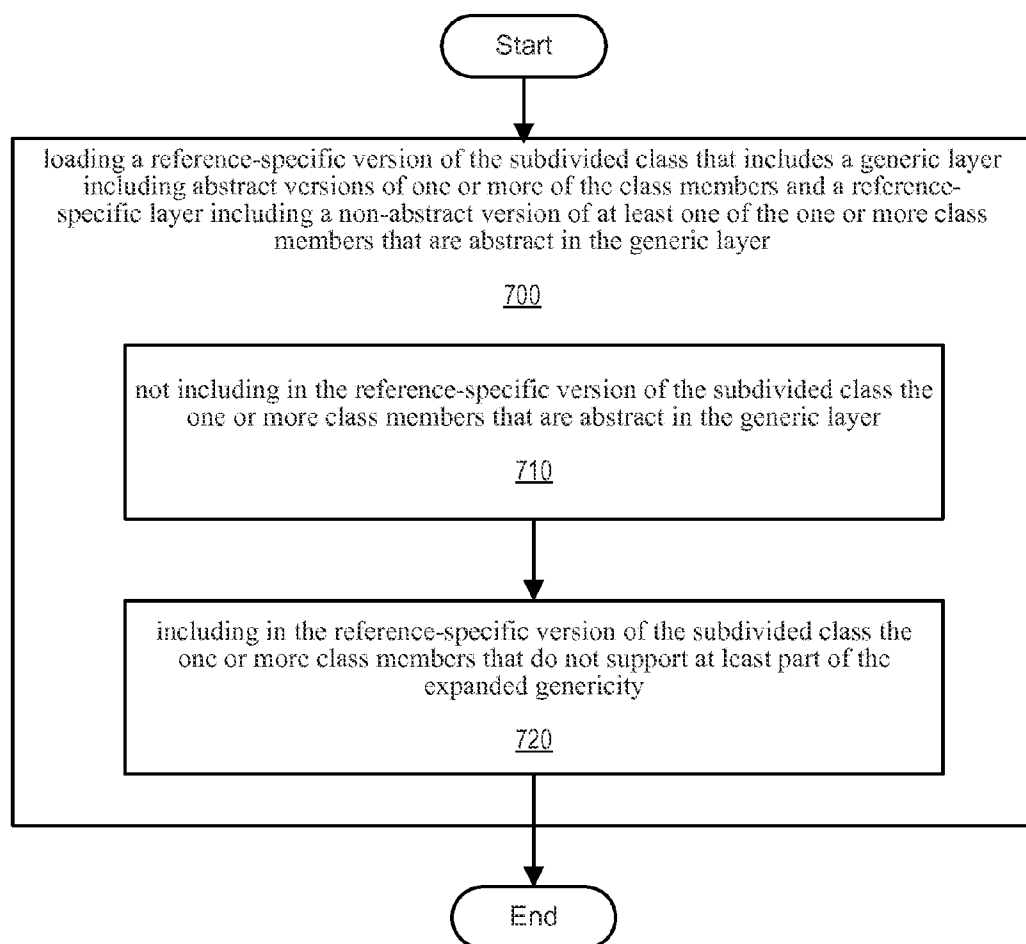 Start
loading a reference-specific version of the subdivided class that includes a generic layer
including abstract versions of one or more of the class members and a reference-
specific layer including a non-abstract version of at least one of the one or more class
members that are abstract in the generic layer
700
not including in the reference-specific version of the subdivided class the
one or more class members that are abstract in the generic layer
710
including in the reference-specific version of the subdivided class the
one or more class members that do not support at least part of the
expanded genericity
720
End